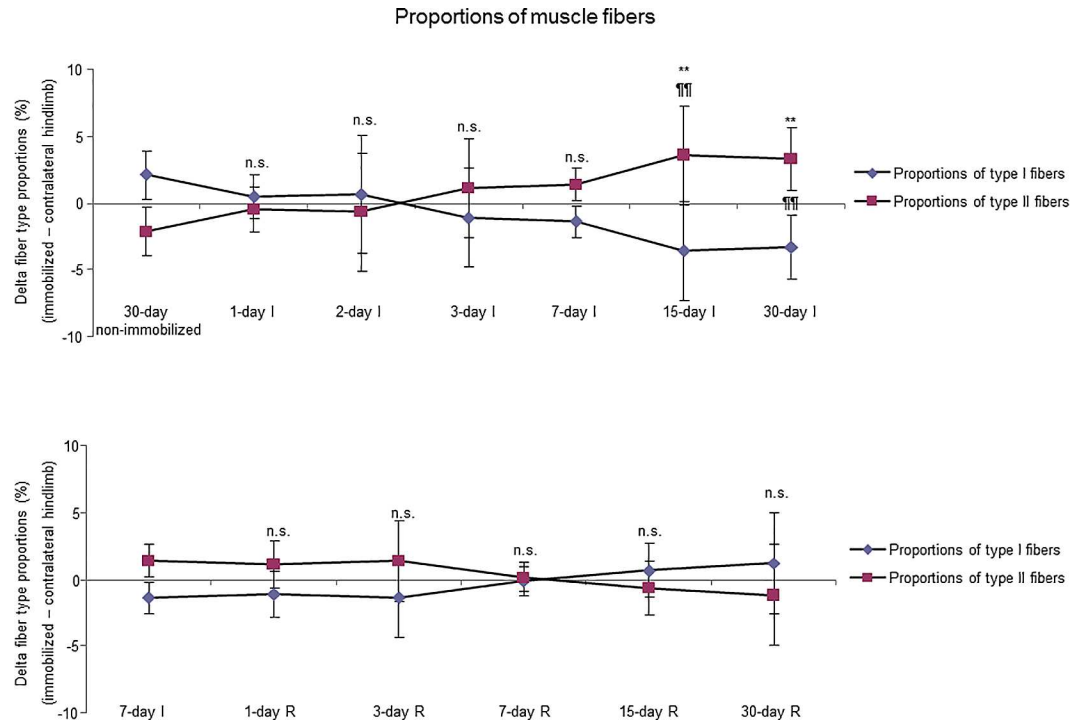 Proportions of muscle fibers
Delta fiber type proportions (%)
(immobilized – contralateral hindlimb)
10
5
0
-5
-10
n.s.
n.s.
n.s.
n.s.
**
¶¶
**
¶¶
30-day
non-immobilized
1-day I
2-day I
3-day I
7-day I
15-day I
30-day I
Proportions of type I fibers
Proportions of type II fibers
Delta fiber type proportions (%)
(immobilized – contralateral hindlimb)
10
5
0
-5
-10
n.s.
n.s.
n.s.
n.s.
n.s.
7-day I
1-day R
3-day R
7-day R
15-day R
30-day R
Proportions of type I fibers
Proportions of type II fibers